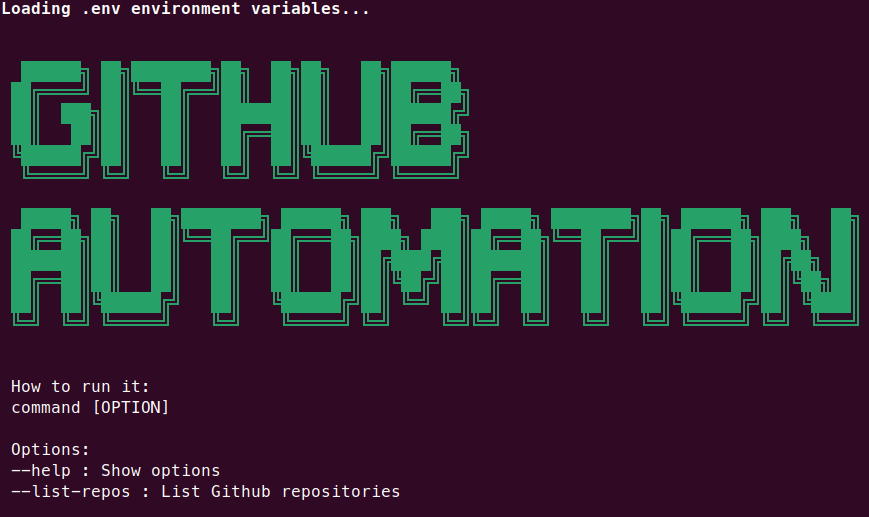 Loading .env environment variables...
GITHUB
AUTOMATION
How to run it:
command [OPTION]
Options:
--help : Show options
--list-repos : List Github repositories